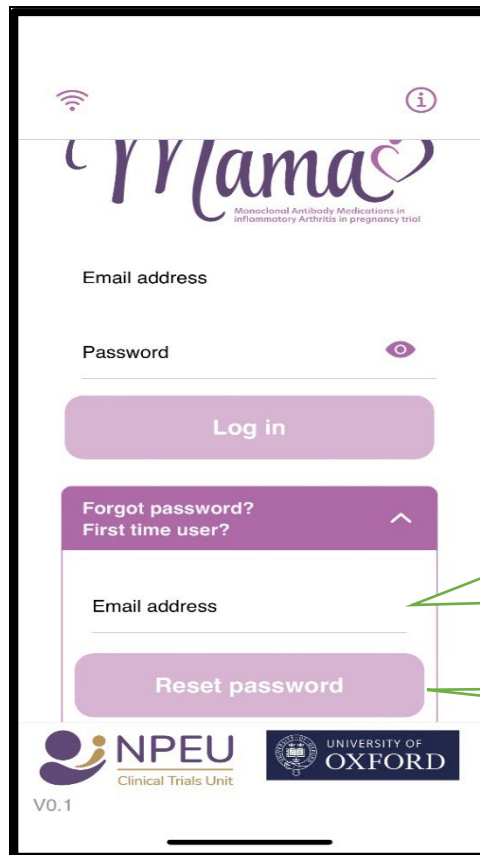 Mama
Monoclonal Antibody Medications in
inflammatory Arthritis in pregnancy trial
Email address
Password
Log in
Forgot password?
First time user?
Email address
Reset password
NPEU
Clinical Trials Unit
UNIVERSITY OF
OXFORD
V0.1